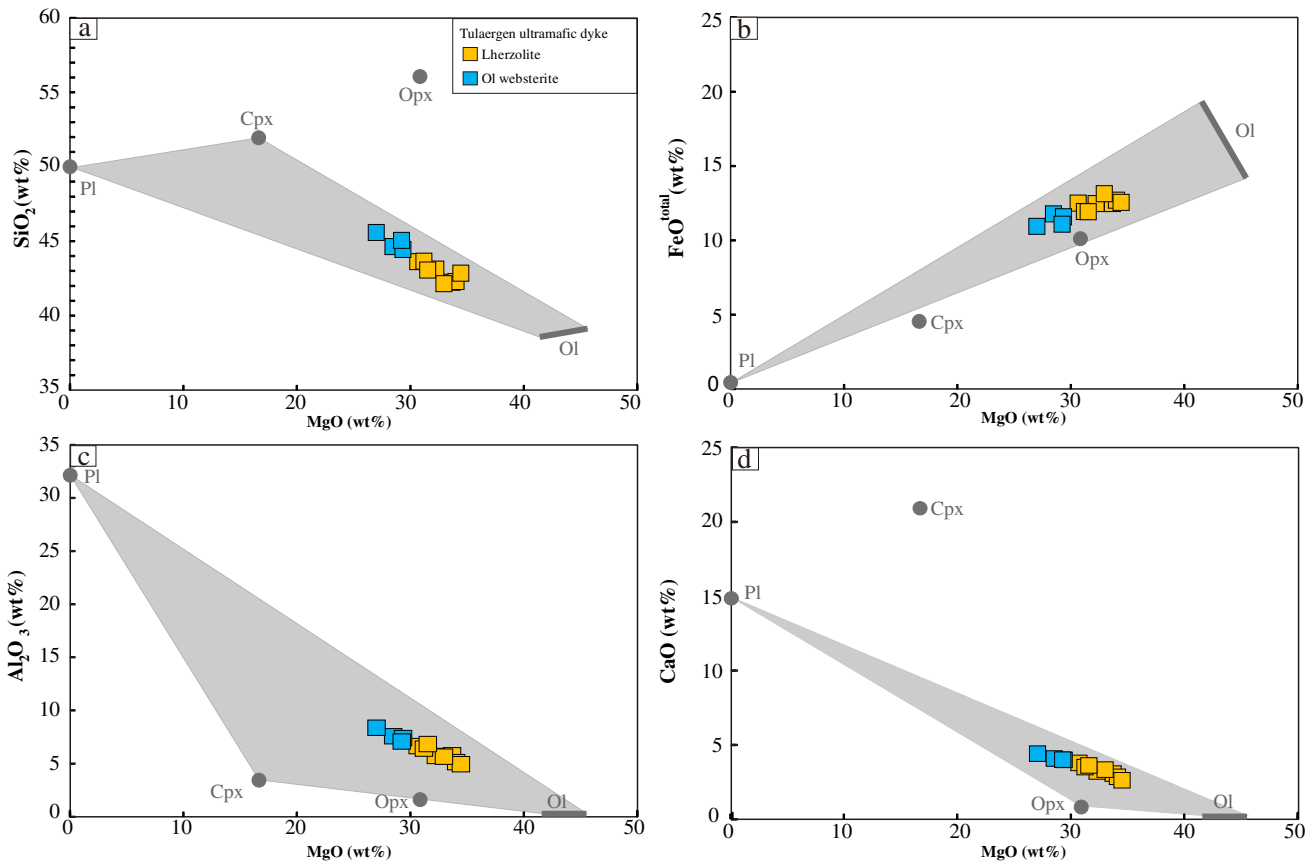 a
Tulaergen ultramafic dyke
Lherzolite
Ol websterite
60
55
50
45
40
35
SiO2(wt%)
Pl
Cpx
Opx
Ol
0
10
20
30
40
50
MgO (wt%)
b
25
20
15
10
5
0
FeOtotal(wt%)
Pl
Cpx
Opx
Ol
0
10
20
30
40
50
MgO (wt%)
c
35
30
25
20
15
10
5
0
Al2O3(wt%)
Pl
Cpx
Opx
Ol
0
10
20
30
40
50
MgO (wt%)
d
25
20
15
10
5
0
CaO (wt%)
Cpx
Pl
Opx
Ol
0
10
20
30
40
50
MgO (wt%)